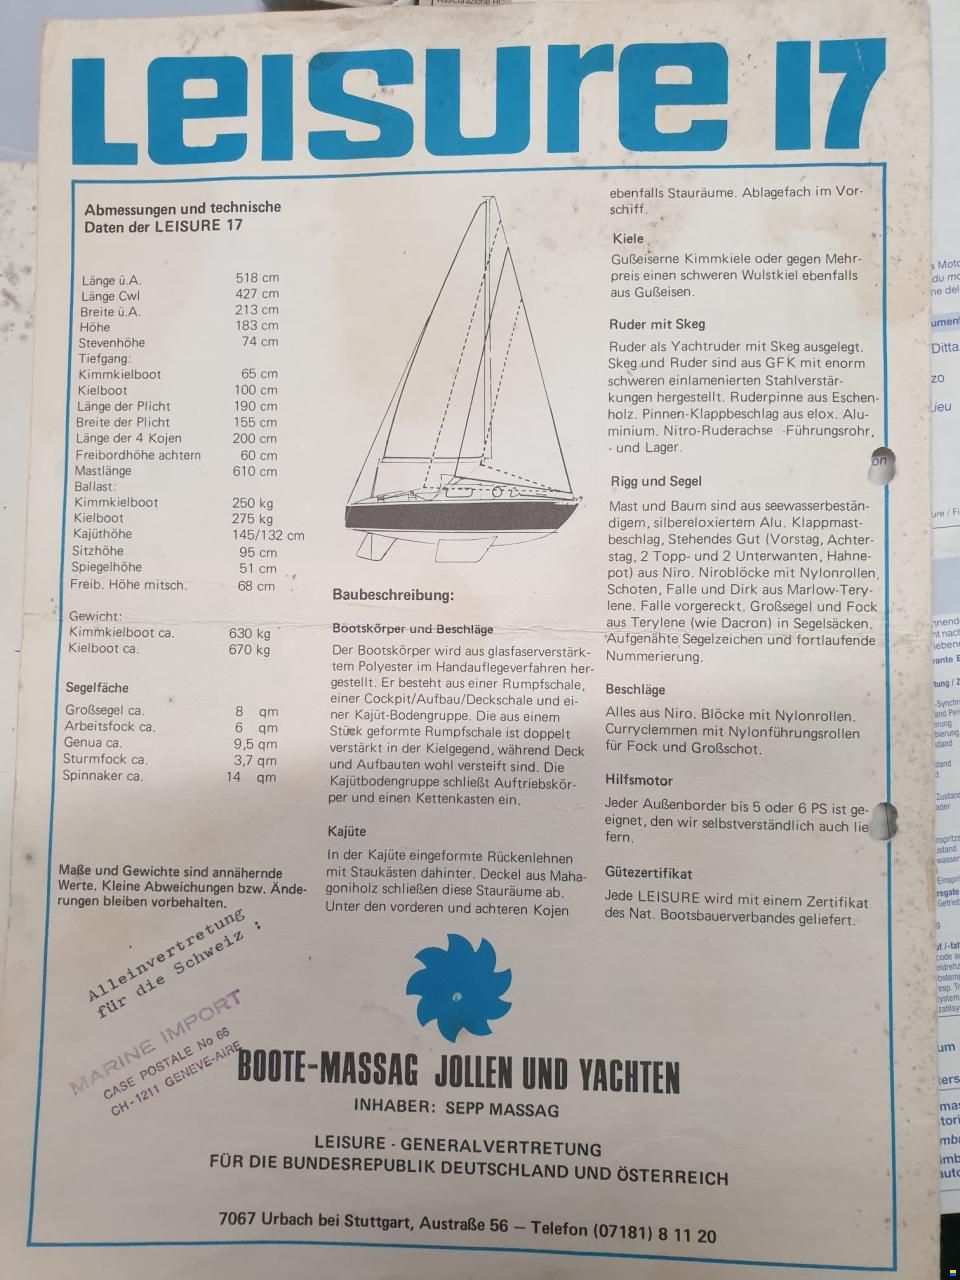 Leisure 17
Abmessungen und technische
Daten der LEISURE 17
Länge ü.A. 518 cm
Länge Cwl 427 cm
Breite ü.A. 213 cm
Höhe 183 cm
Stevenhöhe 74 cm
Tiefgang:
Kimmkielboot 65 cm
Kielboot 100 cm
Länge der Plicht 190 cm
Breite der Plicht 155 cm
Länge der 4 Kojen 200 cm
Freibordhöhe achtern 60 cm
Mastlänge 610 cm
Ballast:
Kimmkielboot 250 kg
Kielboot 275 kg
Kajüthöhe 145/132 cm
Sitzhöhe 95 cm
Spiegelhöhe 51 cm
Freib. Höhe mitsch. 68 cm
Gewicht:
Kimmkielboot ca. 630 kg
Kielboot ca. 670 kg
Segelfäche
Großsegel ca. 8 qm
Arbeitsfock ca. 6 qm
Genua ca. 9,5 qm
Sturmfock ca. 3,7 qm
Spinnaker ca. 14 qm
Maße und Gewichte sind annähernde
Werte. Kleine Abweichungen bzw. Ände-
rungen bleiben vorbehalten.
Alleinvertretung
für die Schweiz :
MARINE IMPORT
CASE POSTALE No 66
CH-1211 GENEVE-AIRE
Baubeschreibung:
Bootskörper und Beschläge
Der Bootskörper wird aus glasfaserverstärk-
tem Polyester im Handauflegeverfahren her-
gestellt. Er besteht aus einer Rumpfschale,
einer Cockpit/Aufbau/Deckschale und ei-
ner Kajüt-Bodengruppe. Die aus einem
Stück geformte Rumpfschale ist doppelt
verstärkt in der Kielgegend, während Deck
und Aufbauten wohl versteift sind. Die
Kajütbodengruppe schließt Auftriebskör-
per und einen Kettenkasten ein.
Kajüte
In der Kajüte eingeformte Rückenlehnen
mit Staukästen dahinter. Deckel aus Maha-
goniholz schließen diese Stauräume ab.
Unter den vorderen und achteren Kojen
ebenfalls Stauräume. Ablagefach im Vor-
schiff.
Kiele
Gußeiserne Kimmkiele oder gegen Mehr-
preis einen schweren Wulstkiel ebenfalls
aus Gußeisen.
Ruder mit Skeg
Ruder als Yachtruder mit Skeg ausgelegt.
Skeg und Ruder sind aus GFK mit enorm
schweren einlamenierten Stahlverstär-
kungen hergestellt. Ruderpinne aus Eschen-
holz. Pinnen-Klappbeschlag aus elox. Alu-
minium. Nitro-Ruderachse -Führungsrohr,
- und Lager.
Rigg und Segel
Mast und Baum sind aus seewasserbestän-
digem, silbereloxiertem Alu. Klappmast-
beschlag, Stehendes Gut (Vorstag, Achter-
stag, 2 Topp- und 2 Unterwanten, Hahne-
pot) aus Niro. Niroblöcke mit Nylonrollen,
Schoten, Falle und Dirk aus Marlow-Tery-
lene. Falle vorgereckt. Großsegel und Fock
aus Terylene (wie Dacron) in Segelsäcken.
Aufgenähte Segelzeichen und fortlaufende
Nummerierung.
Beschläge
Alles aus Niro. Blöcke mit Nylonrollen.
Curryclemmen mit Nylonführungsrollen
für Fock und Großschot.
Hilfsmotor
Jeder Außenborder bis 5 oder 6 PS ist ge-
eignet, den wir selbstverständlich auch lie
fern.
Gütezertifikat
Jede LEISURE wird mit einem Zertifikat
des Nat. Bootsbauerverbandes geliefert.
BOOTE-MASSAG JOLLEN UND YACHTEN
INHABER: SEPP MASSAG
LEISURE - GENERALVERTRETUNG
FÜR DIE BUNDESREPUBLIK DEUTSCHLAND UND ÖSTERREICH
7067 Urbach bei Stuttgart, Austraße 56 — Telefon (07181) 8 11 20